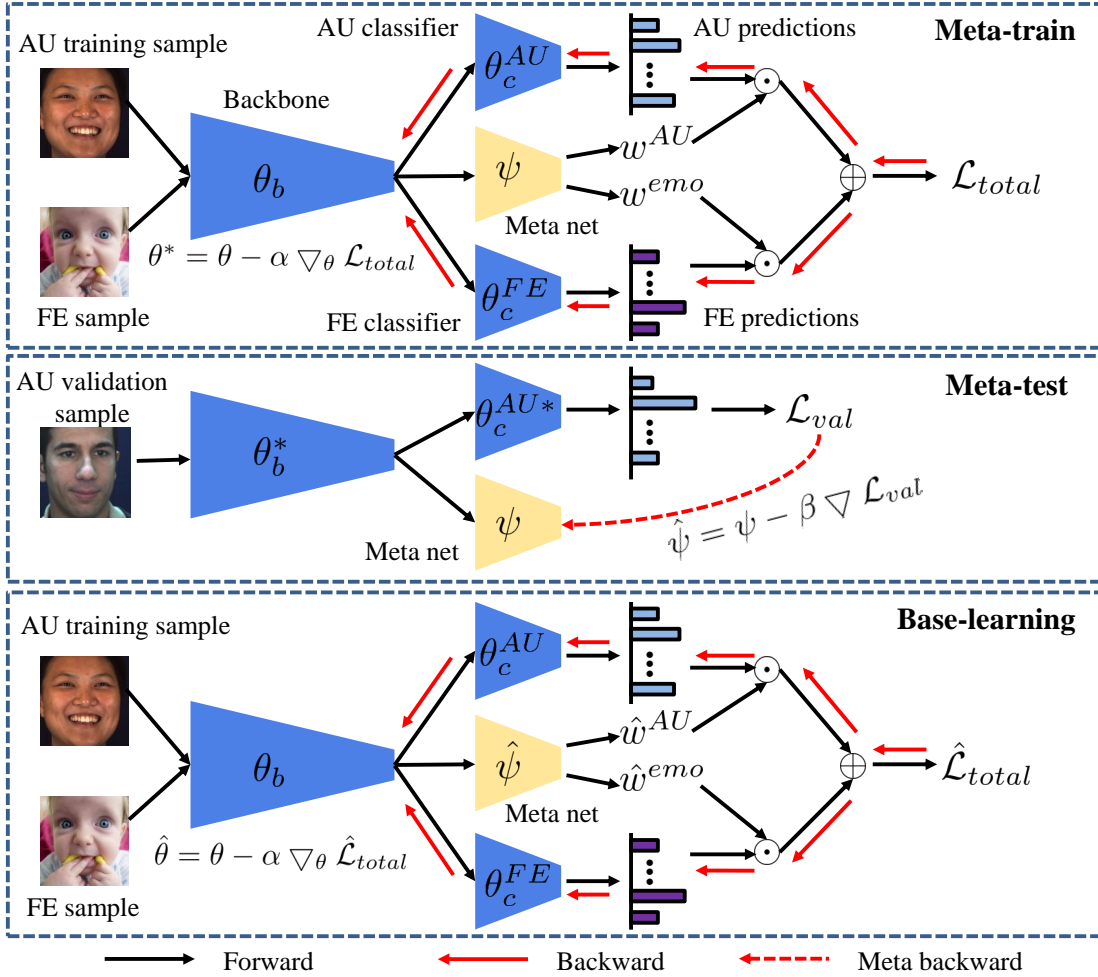 Meta-train
AU training sample
AU classifier
AU predictions
Backbone
θ_c^{AU}
θ_b
ψ
w^{AU}
w^{emo}
ℒ_{total}
Meta net
θ* = θ − α ▽_θ ℒ_{total}
θ_c^{FE}
FE sample
FE classifier
FE predictions
Meta-test
AU validation
sample
θ_c^{AU*}
ℒ_{val}
θ_b^*
ψ
Meta net
ψ̂ = ψ − β ▽ ℒ_{val}
Base-learning
AU training sample
θ_c^{AU}
θ_b
ψ̂
ŵ^{AU}
ŵ^{emo}
ℒ̂_{total}
Meta net
θ̂ = θ − α ▽_θ ℒ̂_{total}
θ_c^{FE}
FE sample
FE classifier
Forward
Backward
Meta backward